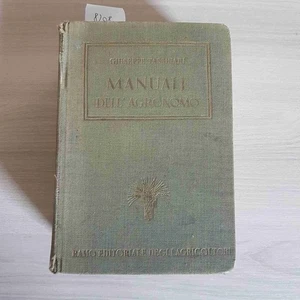 GIUSEPPE TASSINARI
MANUALE
DELL'AGRONOMO
RAMO EDITORIALE DEGLI AGRICOLTORI